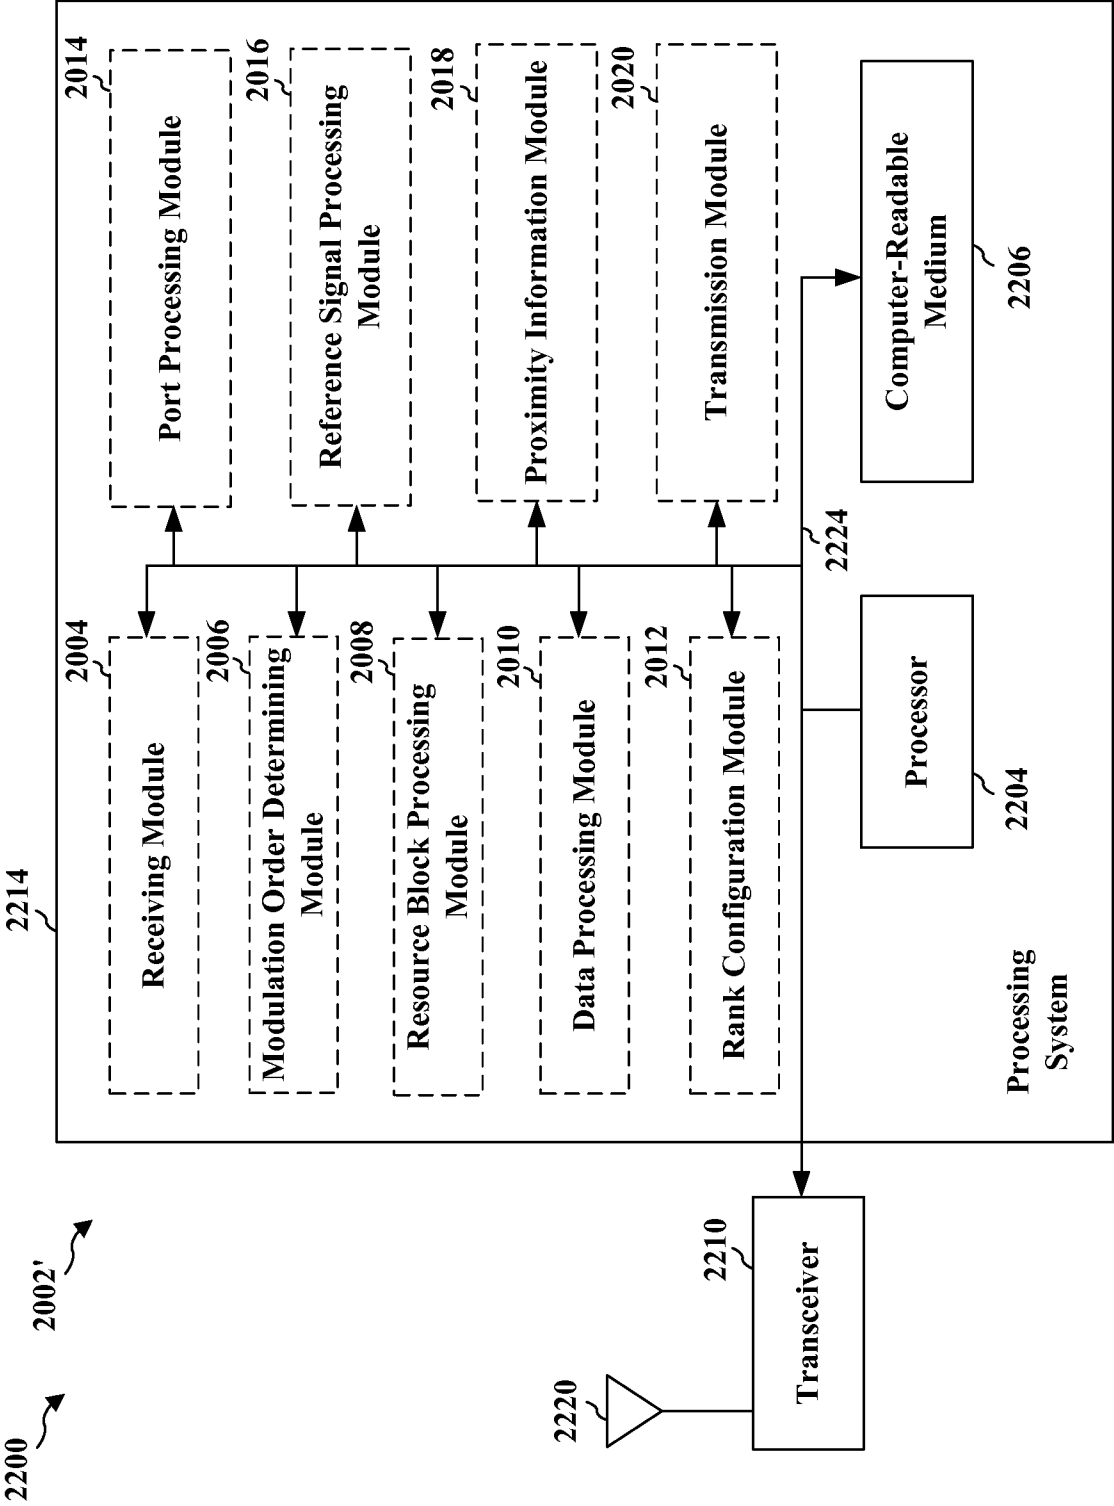 2200
2002'
2214
2004
Receiving Module
2006
Modulation Order Determining
Module
2008
Resource Block Processing
Module
2010
Data Processing Module
2012
Rank Configuration Module
2014
Port Processing Module
2016
Reference Signal Processing
Module
2018
Proximity Information Module
2020
Transmission Module
2220
2210
Transceiver
2224
Processor
2204
Computer-Readable
Medium
2206
Processing
System